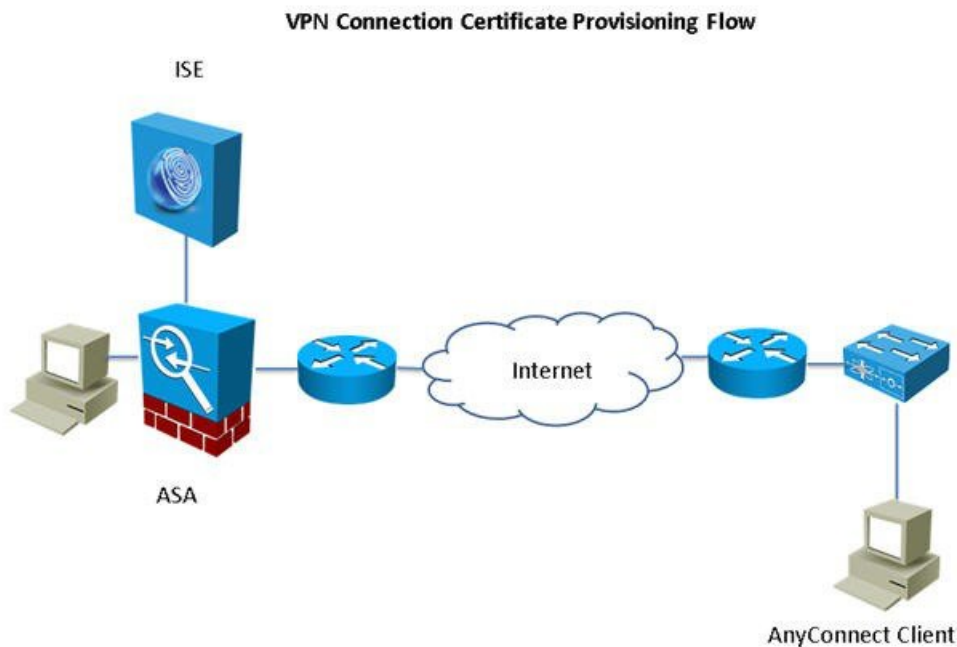 VPN Connection Certificate Provisioning Flow
ISE
Internet
ASA
AnyConnect Client